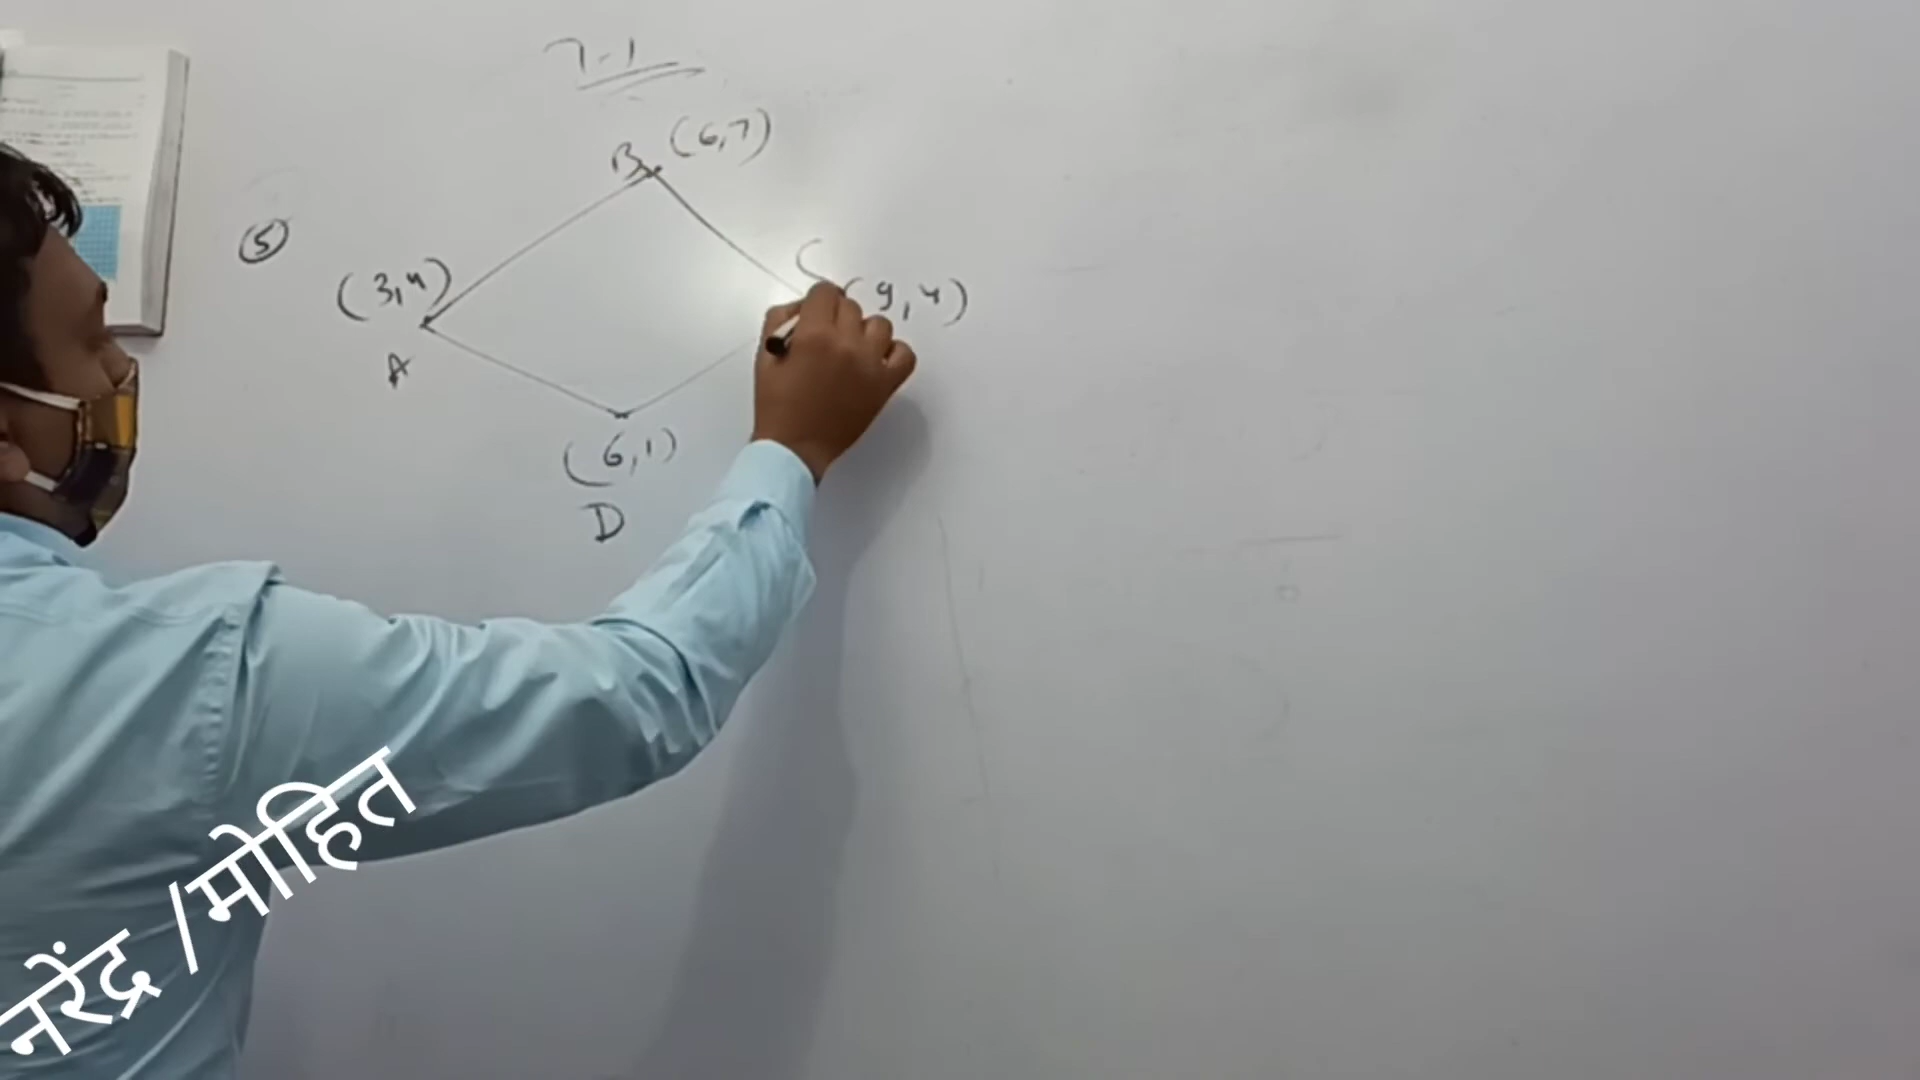 7.1
B (6,7)
(5)
(3,4)
C (9,4)
A
(6,1)
D
नरेंद्र /मोहित